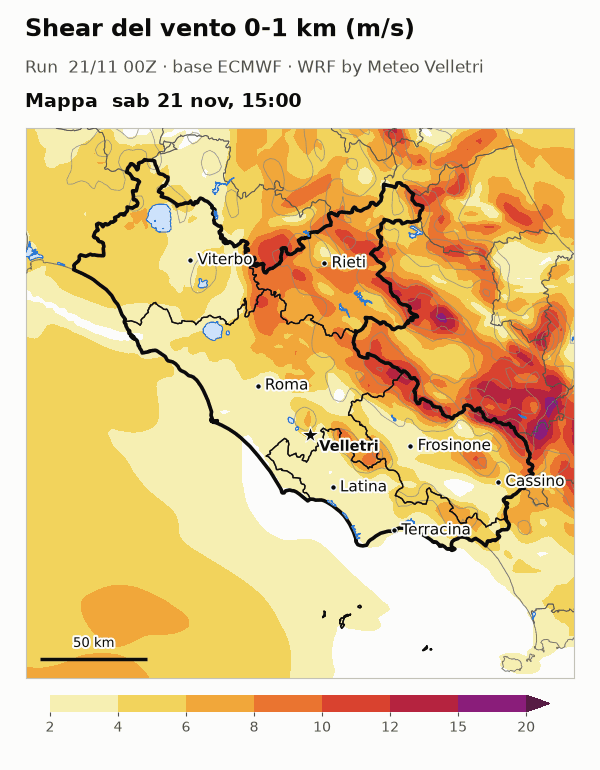 Shear del vento 0-1 km (m/s)
Run  21/11 00Z · base ECMWF · WRF by Meteo Velletri
Mappa  sab 21 nov, 15:00
Viterbo
Rieti
Roma
Velletri
Frosinone
Latina
Cassino
Terracina
50 km
2 4 6 8 10 12 15 20